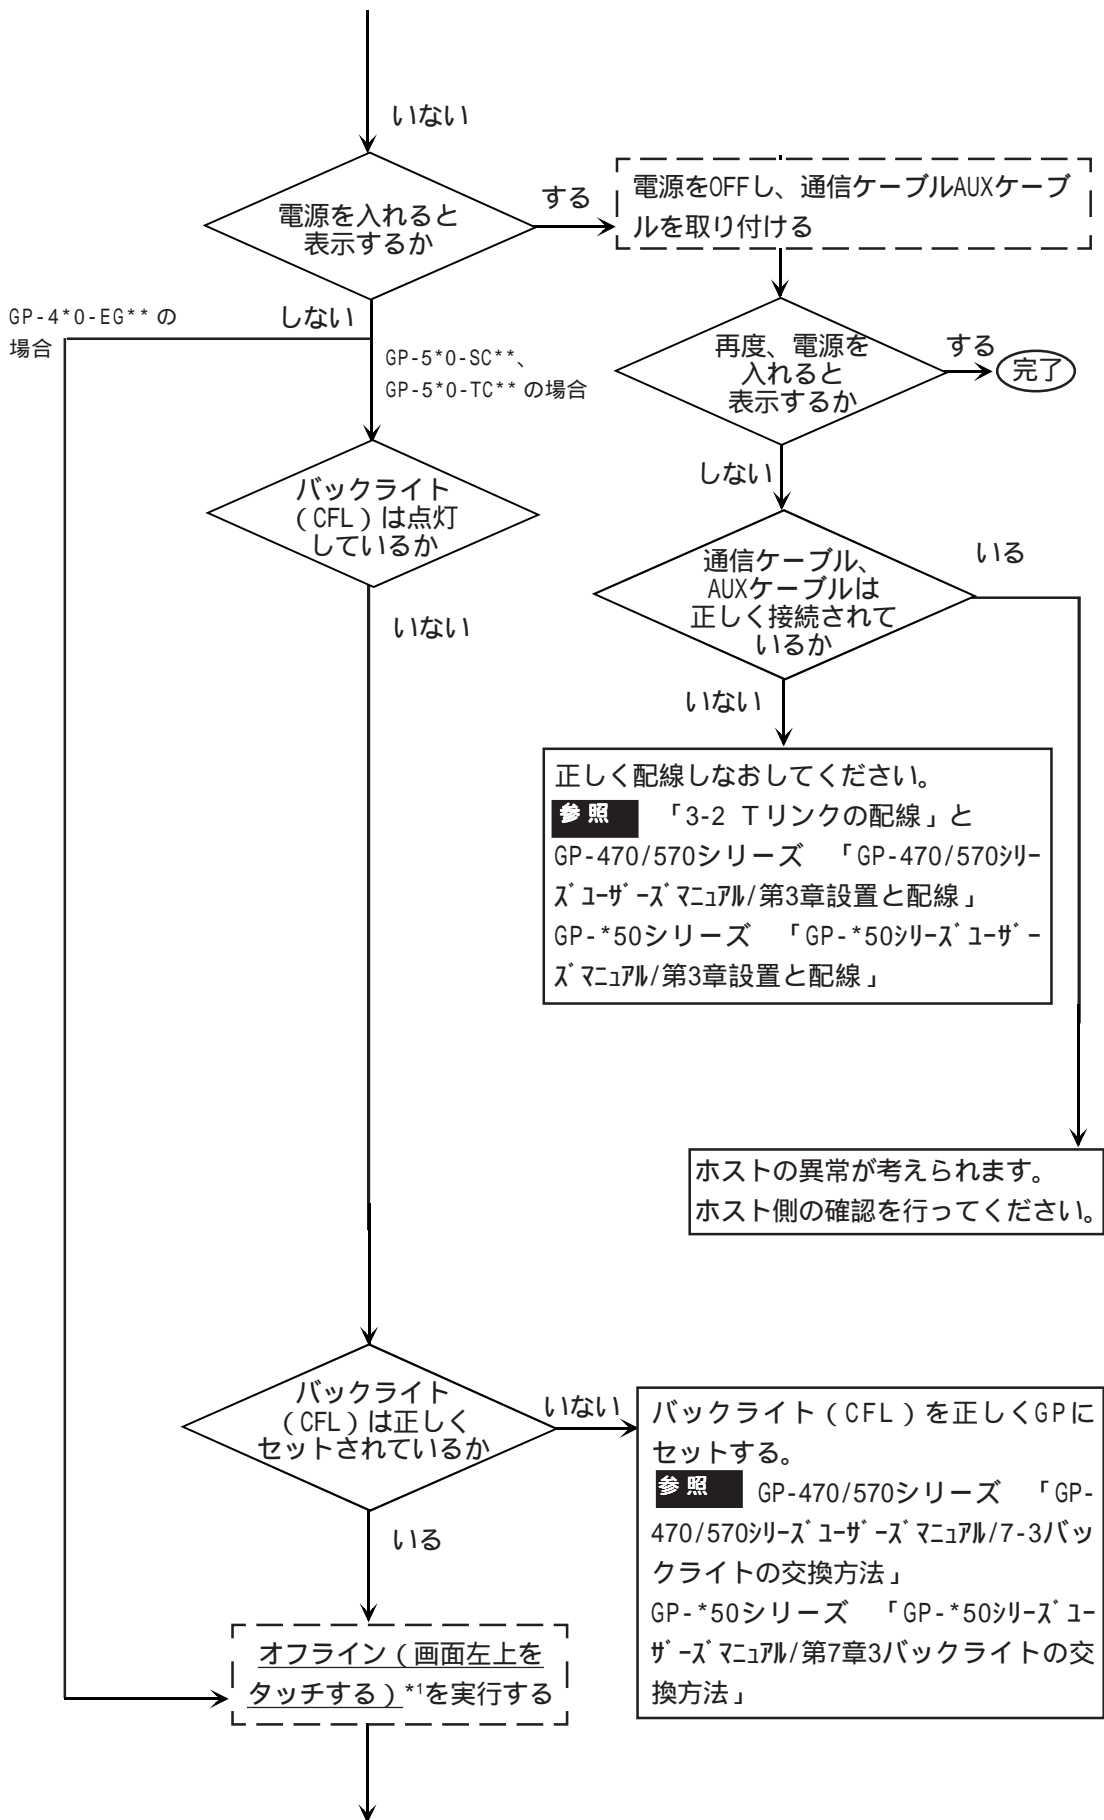 いない
電源を入れると
表示するか
する
電源をOFFし、通信ケーブルAUXケーブ
ルを取り付ける
GP-4*0-EG** の
場合
しない
GP-5*0-SC**、
GP-5*0-TC** の場合
再度、電源を
入れると
表示するか
する
完了
しない
バックライト
(CFL)は点灯
しているか
いない
通信ケーブル、
AUXケーブルは
正しく接続されて
いるか
いる
いない
正しく配線しなおしてください。
参照 「3-2 Tリンクの配線」と
GP-470/570シリーズ 「GP-470/570ｼﾘｰ
ｽﾞﾕｰｻﾞｰｽﾞﾏﾆｭｱﾙ/第3章設置と配線」
GP-*50シリーズ 「GP-*50ｼﾘｰｽﾞﾕｰｻﾞｰ
ｽﾞﾏﾆｭｱﾙ/第3章設置と配線」
ホストの異常が考えられます。
ホスト側の確認を行ってください。
バックライト
(CFL)は正しく
セットされているか
いない
バックライト(CFL)を正しくGPに
セットする。
参照 GP-470/570シリーズ 「GP-
470/570ｼﾘｰｽﾞﾕｰｻﾞｰｽﾞﾏﾆｭｱﾙ/7-3バッ
クライトの交換方法」
GP-*50シリーズ 「GP-*50ｼﾘｰｽﾞﾕｰ
ｻﾞｰｽﾞﾏﾆｭｱﾙ/第7章3バックライトの交
換方法」
いる
オフライン(画面左上を
タッチする)*1を実行する